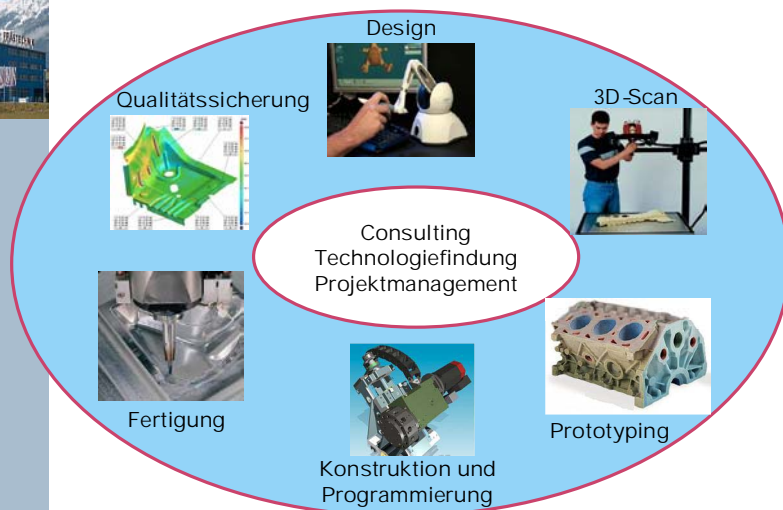 Design
Qualitätssicherung
3D-Scan
Consulting
Technologiefindung
Projektmanagement
Fertigung
Prototyping
Konstruktion und
Programmierung